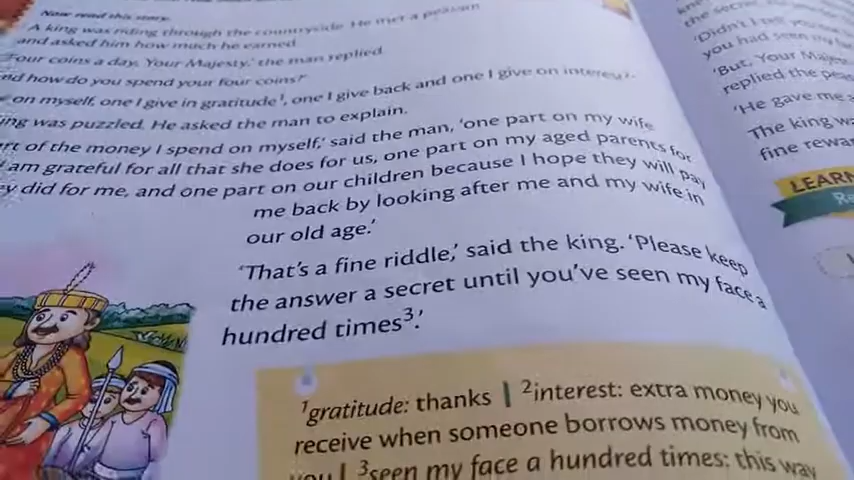 Now read this story.
A king was riding through the countryside. He met a peasant
and asked him how much he earned.
Four coins a day, Your Majesty,' the man replied.
nd how do you spend your four coins?'
on myself, one I give in gratitude¹, one I give back and one I give on interest².
ing was puzzled. He asked the man to explain.
rt of the money I spend on myself,' said the man, 'one part on my wife
am grateful for all that she does for us, one part on my aged parents for
y did for me, and one part on our children because I hope they will pay
me back by looking after me and my wife in
our old age.'
'That's a fine riddle,' said the king. 'Please keep
the answer a secret until you've seen my face a
hundred times³.'
¹gratitude: thanks | ²interest: extra money you
receive when someone borrows money from
you | ³seen my face a hundred times: this way
the secret
'Didn't I
you had seen my
'But, Your Majes
replied the peas
'He gave me a
The king wa
fine rewar
LEARN
Re